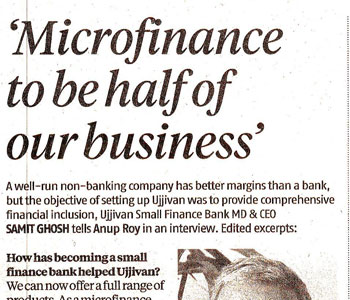 ‘Microfinance
to be half of
our business’
A well-run non-banking company has better margins than a bank,
but the objective of setting up Ujjivan was to provide comprehensive
financial inclusion, Ujjivan Small Finance Bank MD & CEO
SAMIT GHOSH tells Anup Roy in an interview. Edited excerpts:
How has becoming a small
finance bank helped Ujjivan?
We can now offer a full range of
products. As a microfinance